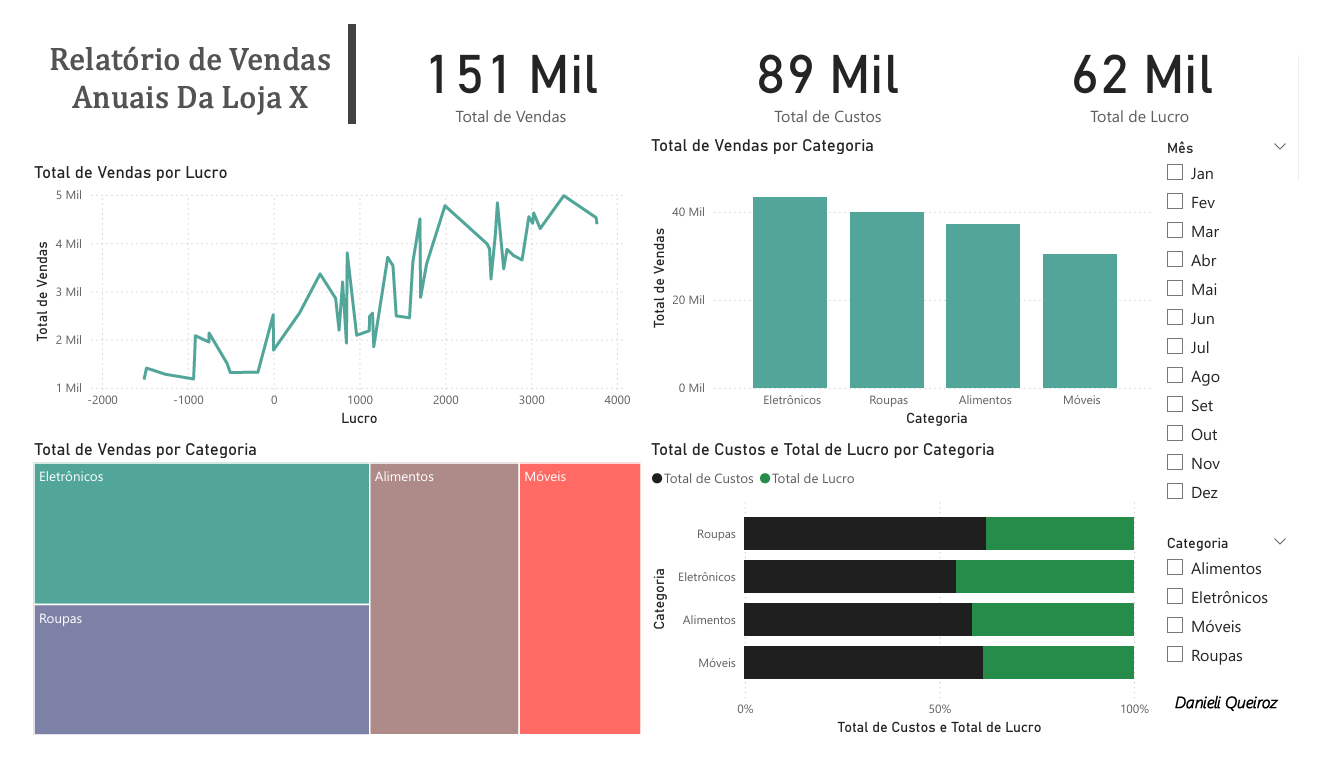 Relatório de Vendas
Anuais Da Loja X
151 Mil
Total de Vendas
89 Mil
Total de Custos
62 Mil
Total de Lucro
Total de Vendas por Lucro
Total de Vendas
5 Mil
4 Mil
3 Mil
2 Mil
1 Mil
-2000
-1000
0
1000
2000
3000
4000
Lucro
Total de Vendas por Categoria
Total de Vendas
40 Mil
20 Mil
0 Mil
Eletrônicos
Roupas
Alimentos
Móveis
Categoria
Mês
Jan
Fev
Mar
Abr
Mai
Jun
Jul
Ago
Set
Out
Nov
Dez
Total de Vendas por Categoria
Eletrônicos
Roupas
Alimentos
Móveis
Total de Custos e Total de Lucro por Categoria
Total de Custos
Total de Lucro
Categoria
Roupas
Eletrônicos
Alimentos
Móveis
0%
50%
100%
Total de Custos e Total de Lucro
Categoria
Alimentos
Eletrônicos
Móveis
Roupas
Danieli Queiroz